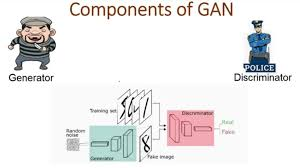 Components of GAN
Generator
POLICE
Discriminator
Training set
Discriminator
Random
noise
Real
Fake
Generator
Fake image